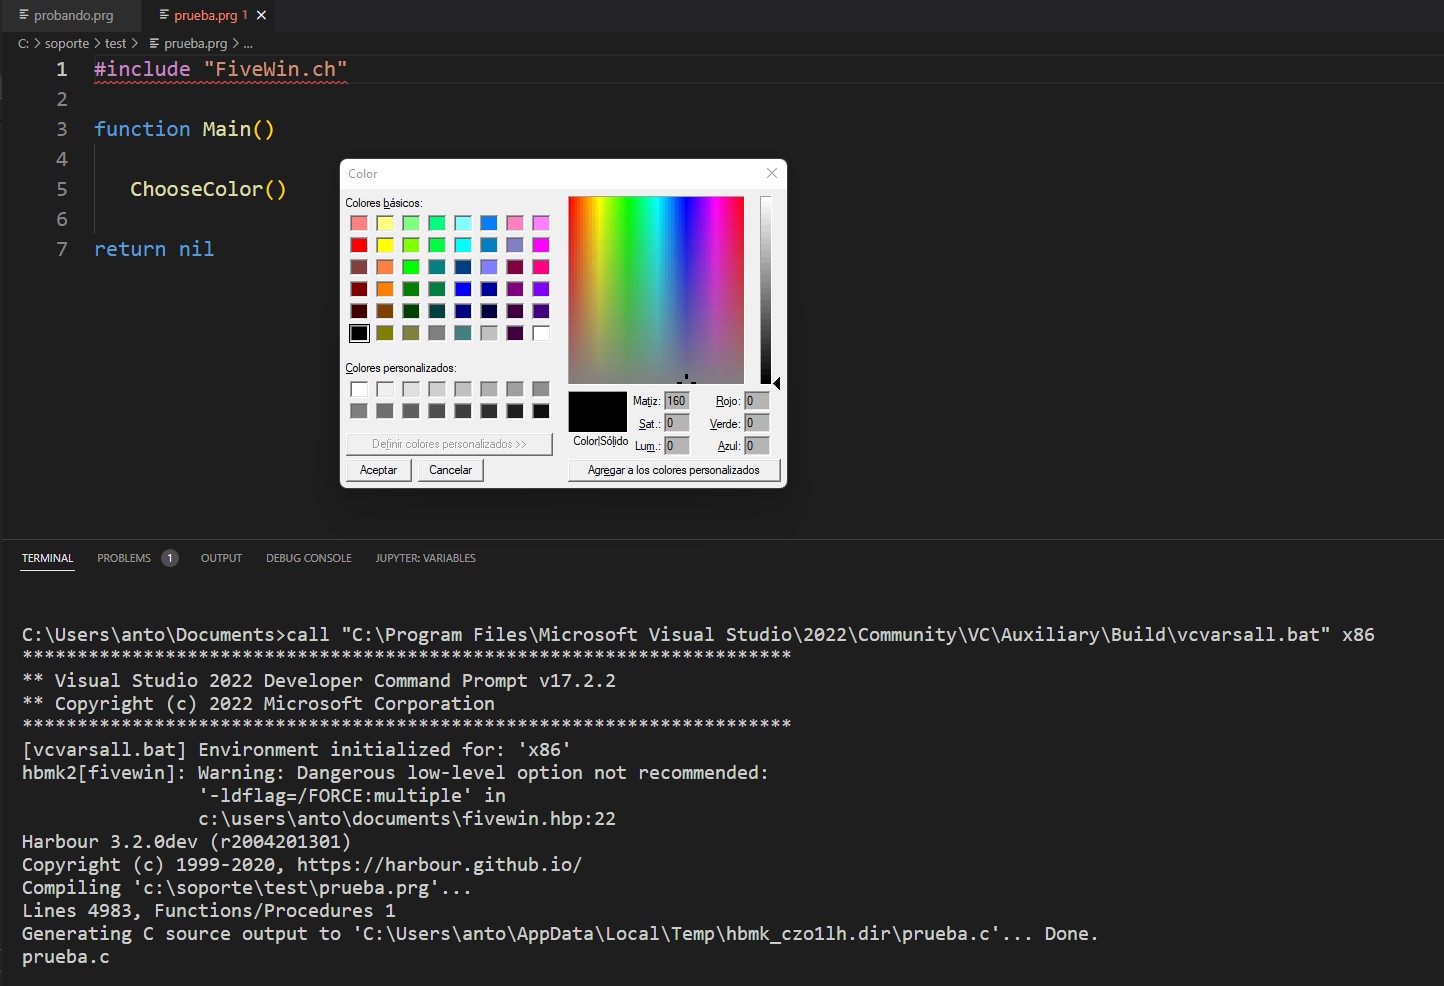 probando.prg
prueba.prg 1
C: > soporte > test > prueba.prg > ...
1 #include "FiveWin.ch"
2
3 function Main()
4
5 ChooseColor()
6
7 return nil
Color
Colores básicos:
Colores personalizados:
Definir colores personalizados >>
Aceptar Cancelar
Matiz: 160 Rojo: 0
Sat.: 0 Verde: 0
Color|Sólido Lum.: 0 Azul: 0
Agregar a los colores personalizados
TERMINAL PROBLEMS 1 OUTPUT DEBUG CONSOLE JUPYTER: VARIABLES
C:\Users\anto\Documents>call "C:\Program Files\Microsoft Visual Studio\2022\Community\VC\Auxiliary\Build\vcvarsall.bat" x86
**********************************************************************
** Visual Studio 2022 Developer Command Prompt v17.2.2
** Copyright (c) 2022 Microsoft Corporation
**********************************************************************
[vcvarsall.bat] Environment initialized for: 'x86'
hbmk2[fivewin]: Warning: Dangerous low-level option not recommended:
'-ldflag=/FORCE:multiple' in
c:\users\anto\documents\fivewin.hbp:22
Harbour 3.2.0dev (r2004201301)
Copyright (c) 1999-2020, https://harbour.github.io/
Compiling 'c:\soporte\test\prueba.prg'...
Lines 4983, Functions/Procedures 1
Generating C source output to 'C:\Users\anto\AppData\Local\Temp\hbmk_czo1lh.dir\prueba.c'... Done.
prueba.c